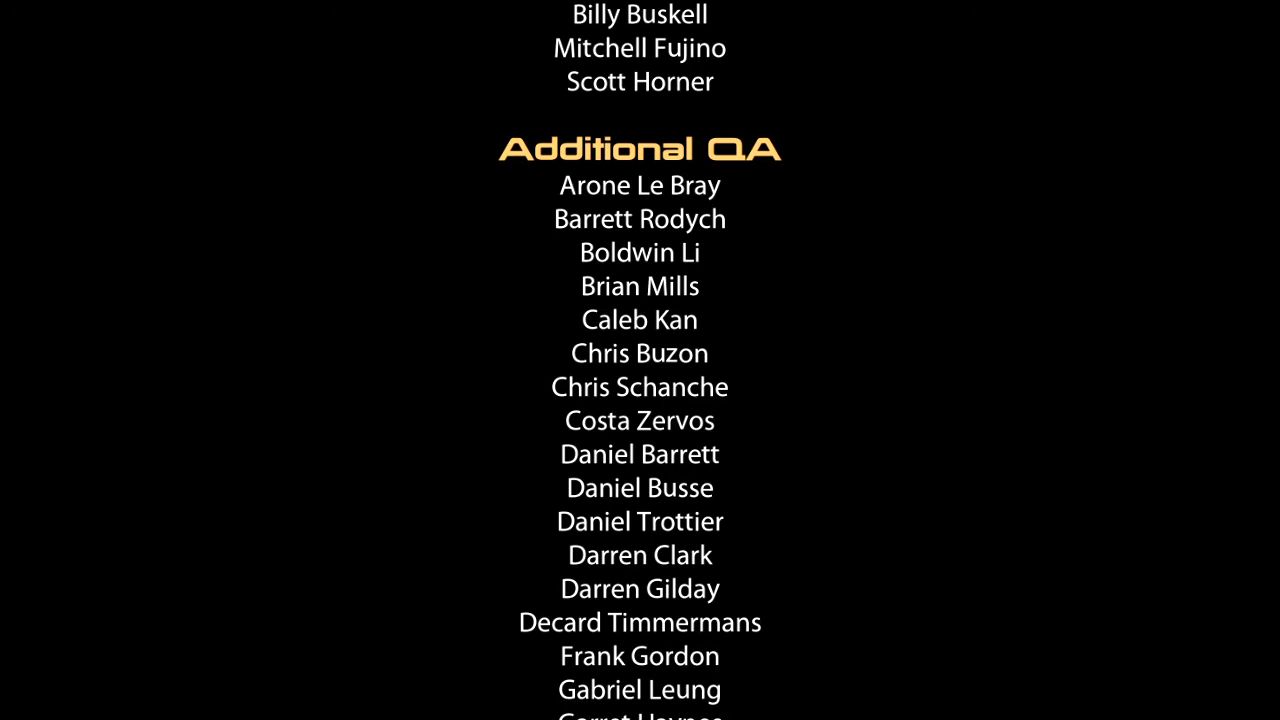 Billy Buskell
Mitchell Fujino
Scott Horner
Additional QA
Arone Le Bray
Barrett Rodych
Boldwin Li
Brian Mills
Caleb Kan
Chris Buzon
Chris Schanche
Costa Zervos
Daniel Barrett
Daniel Busse
Daniel Trottier
Darren Clark
Darren Gilday
Decard Timmermans
Frank Gordon
Gabriel Leung